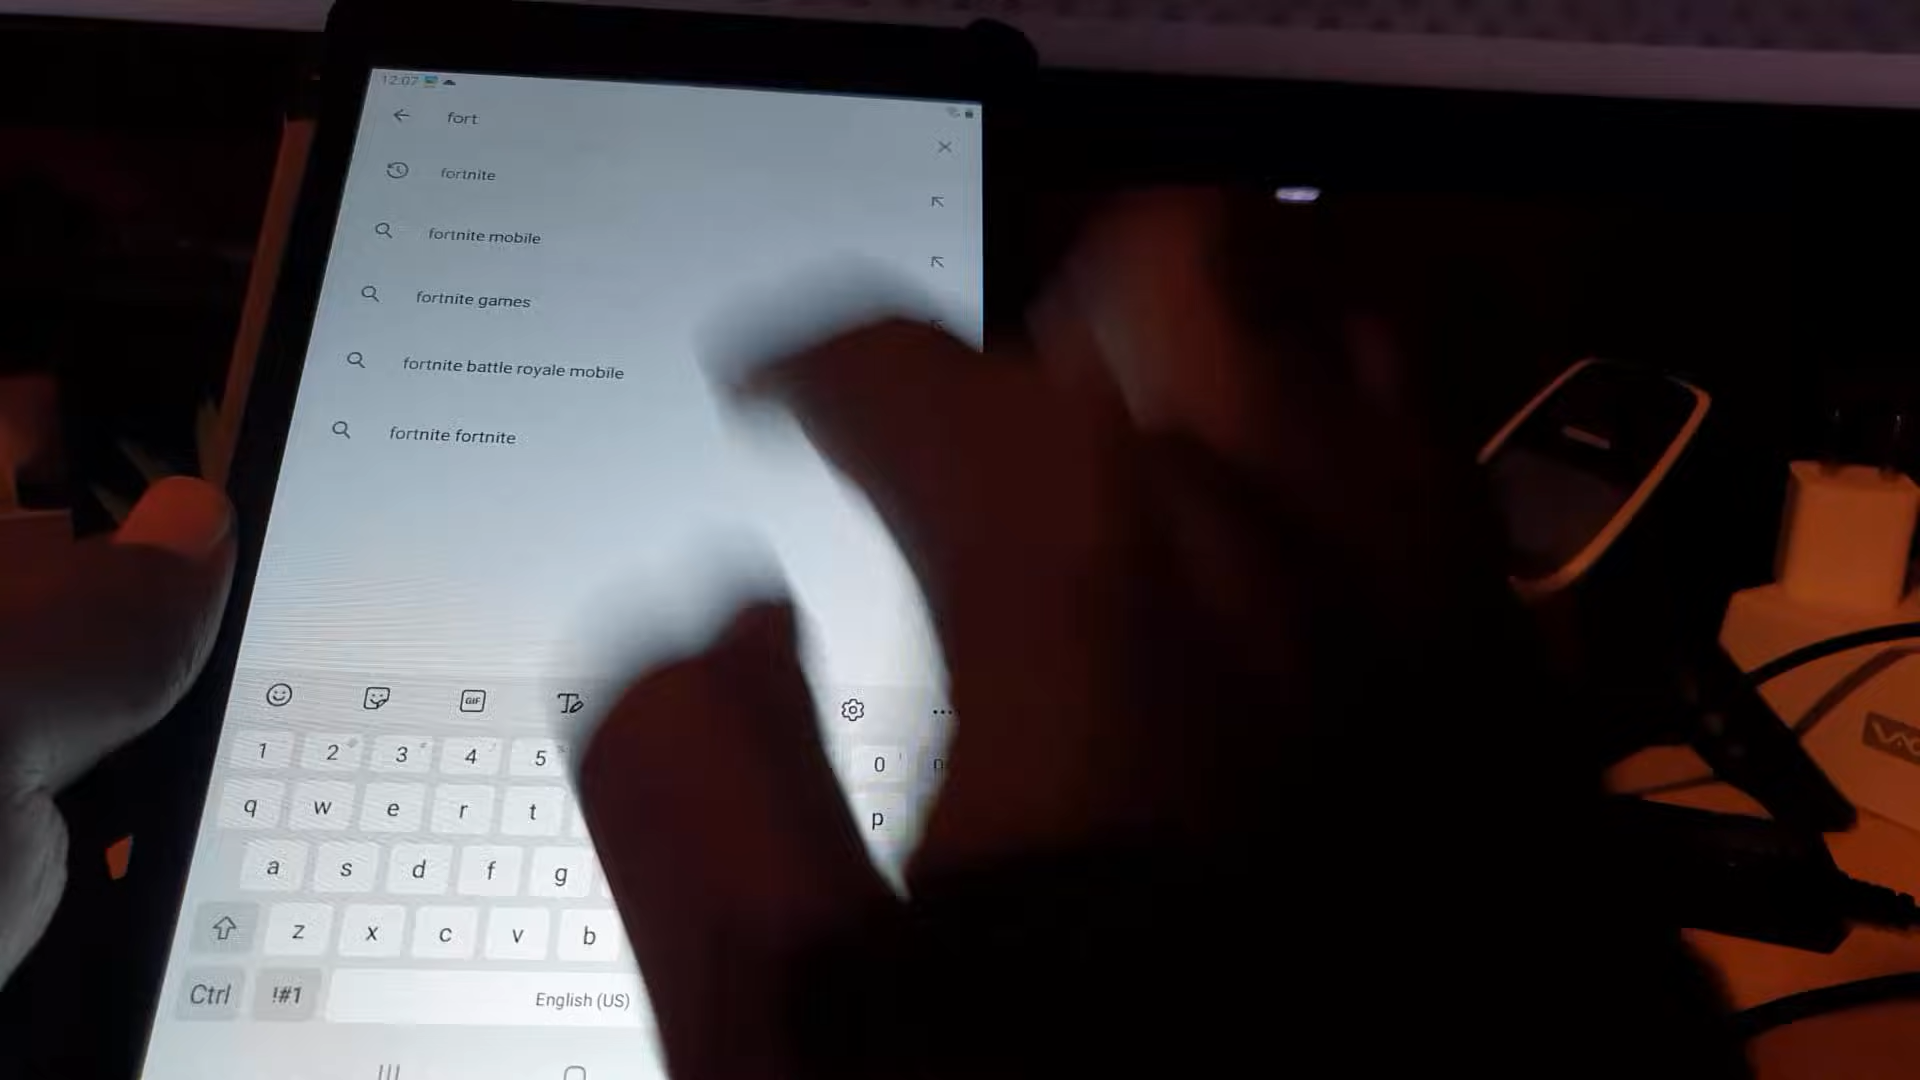 12:07
fort
fortnite
fortnite mobile
fortnite games
fortnite battle royale mobile
fortnite fortnite
GIF
1 2 3 4 5 0
q w e r t p
a s d f g
z x c v b
Ctrl !#1 English (US)